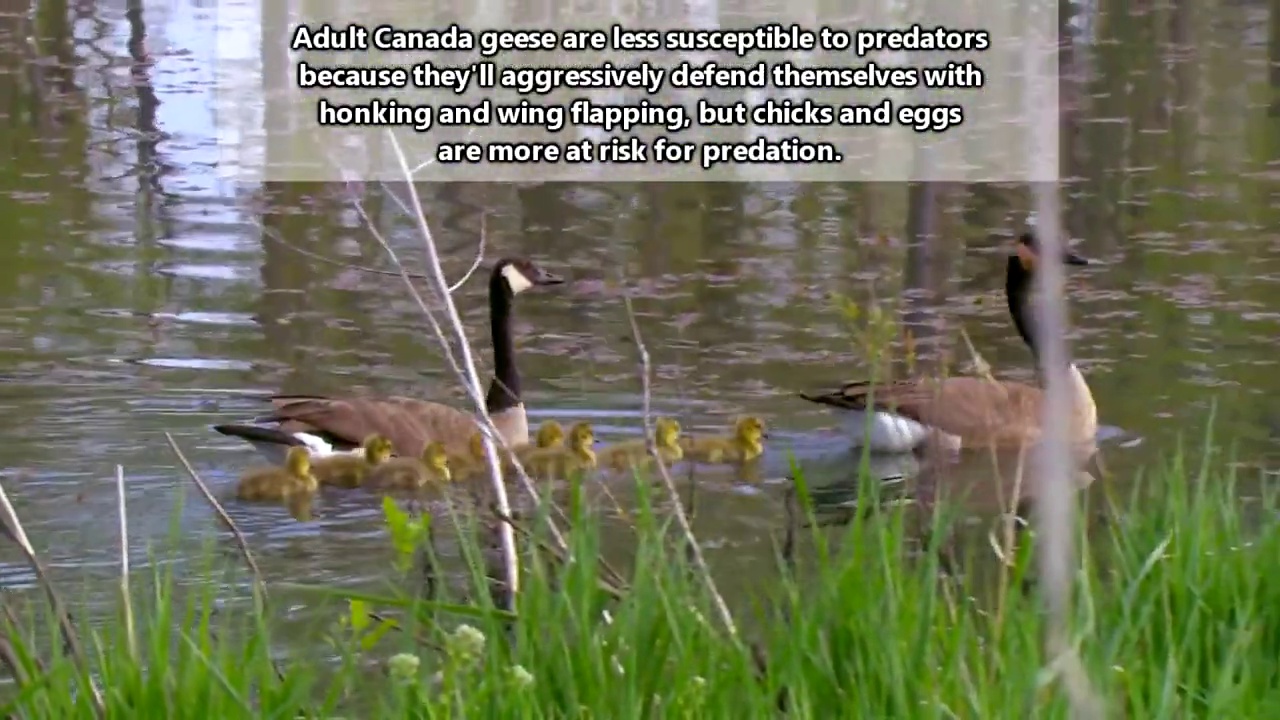 Adult Canada geese are less susceptible to predators
because they'll aggressively defend themselves with
honking and wing flapping, but chicks and eggs
are more at risk for predation.